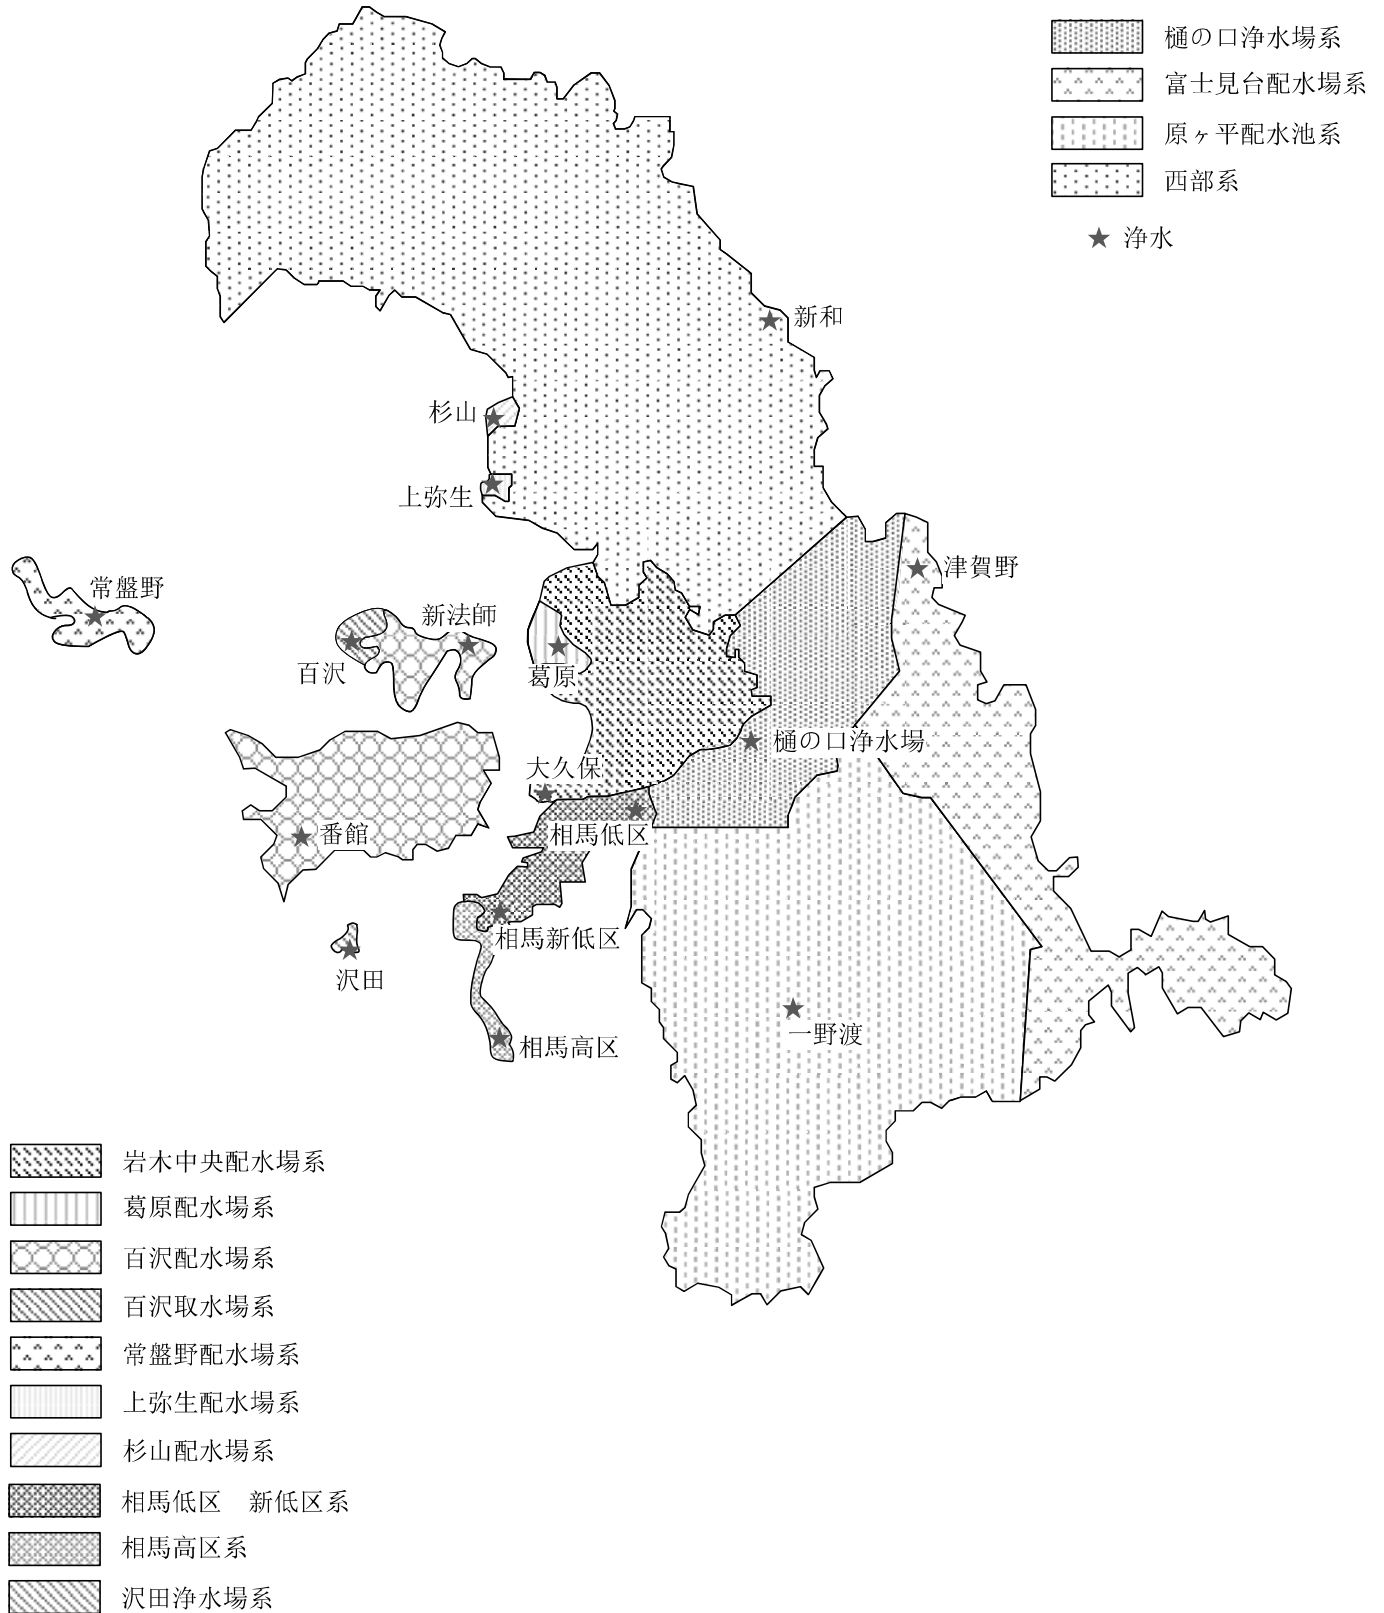 樋の口浄水場系
富士見台配水場系
原ヶ平配水池系
西部系
★ 浄水
新和
杉山
上弥生
津賀野
常盤野
新法師
百沢
葛原
樋の口浄水場
大久保
相馬低区
番館
相馬新低区
沢田
一野渡
相馬高区
岩木中央配水場系
葛原配水場系
百沢配水場系
百沢取水場系
常盤野配水場系
上弥生配水場系
杉山配水場系
相馬低区　新低区系
相馬高区系
沢田浄水場系